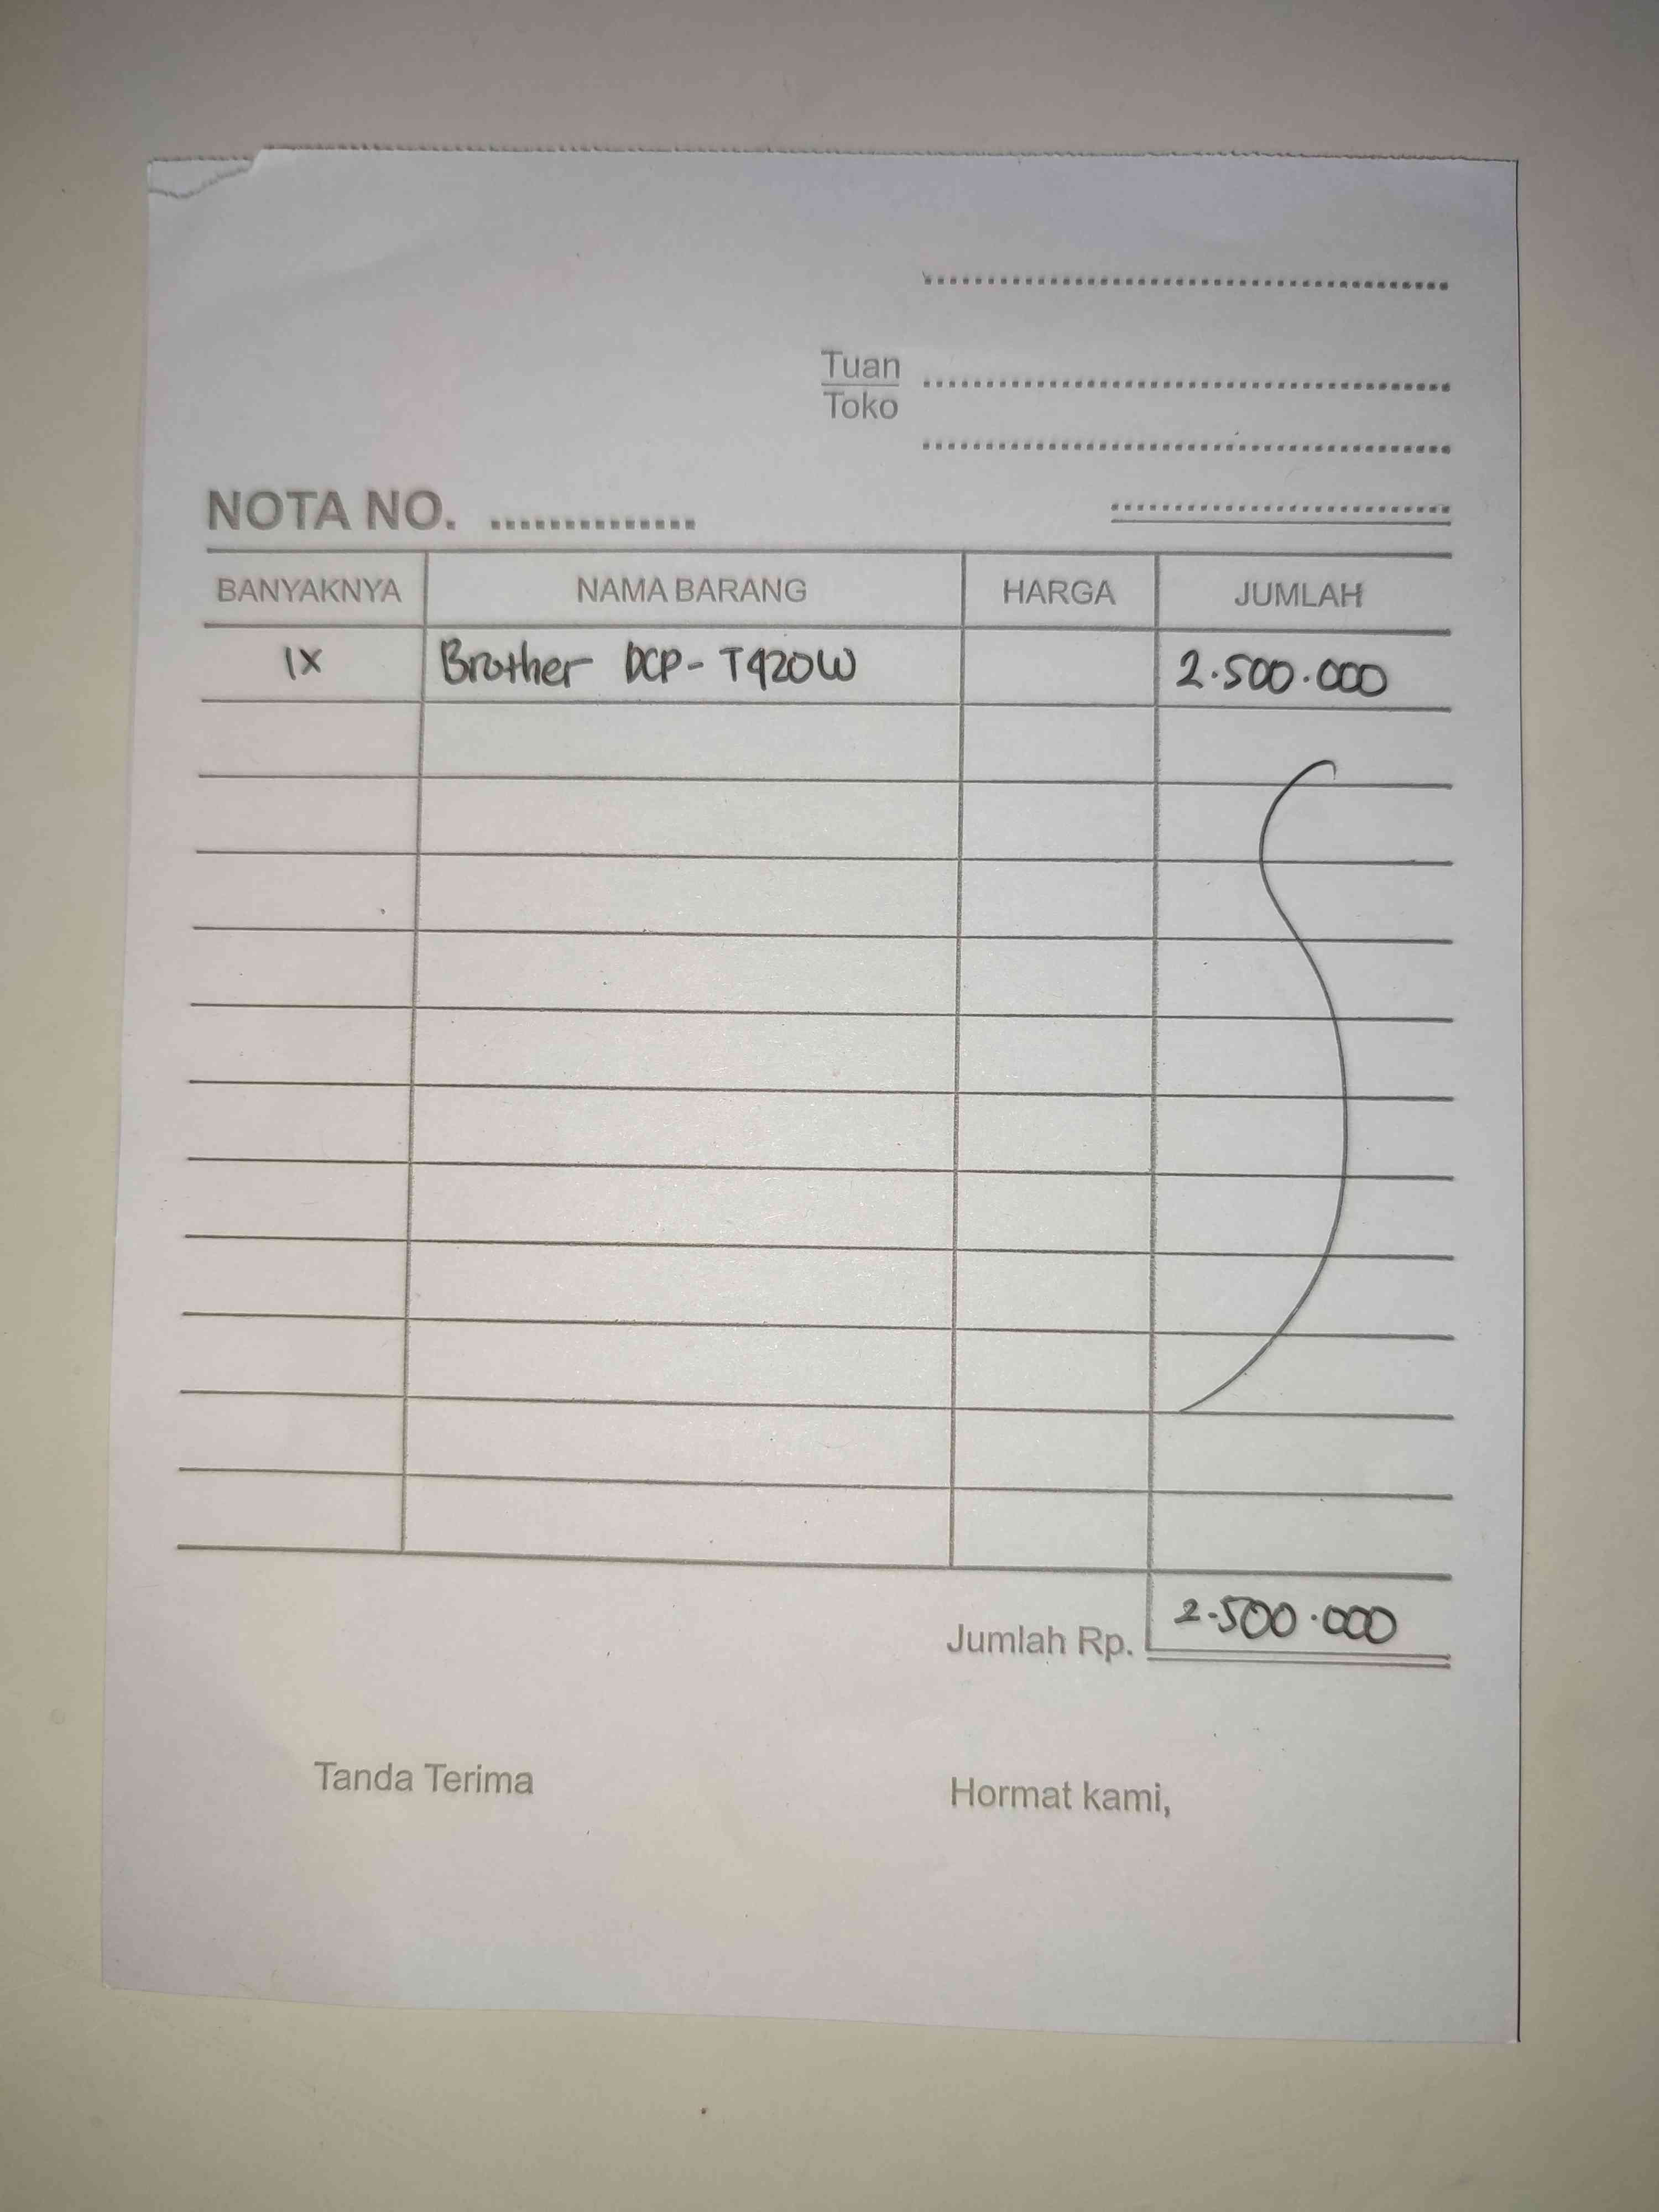 Tuan
Toko
NOTA NO. ..............
BANYAKNYA NAMA BARANG HARGA JUMLAH
1X Brother DCP-T920W 2.500.000
Jumlah Rp. 2.500.000
Tanda Terima Hormat kami,